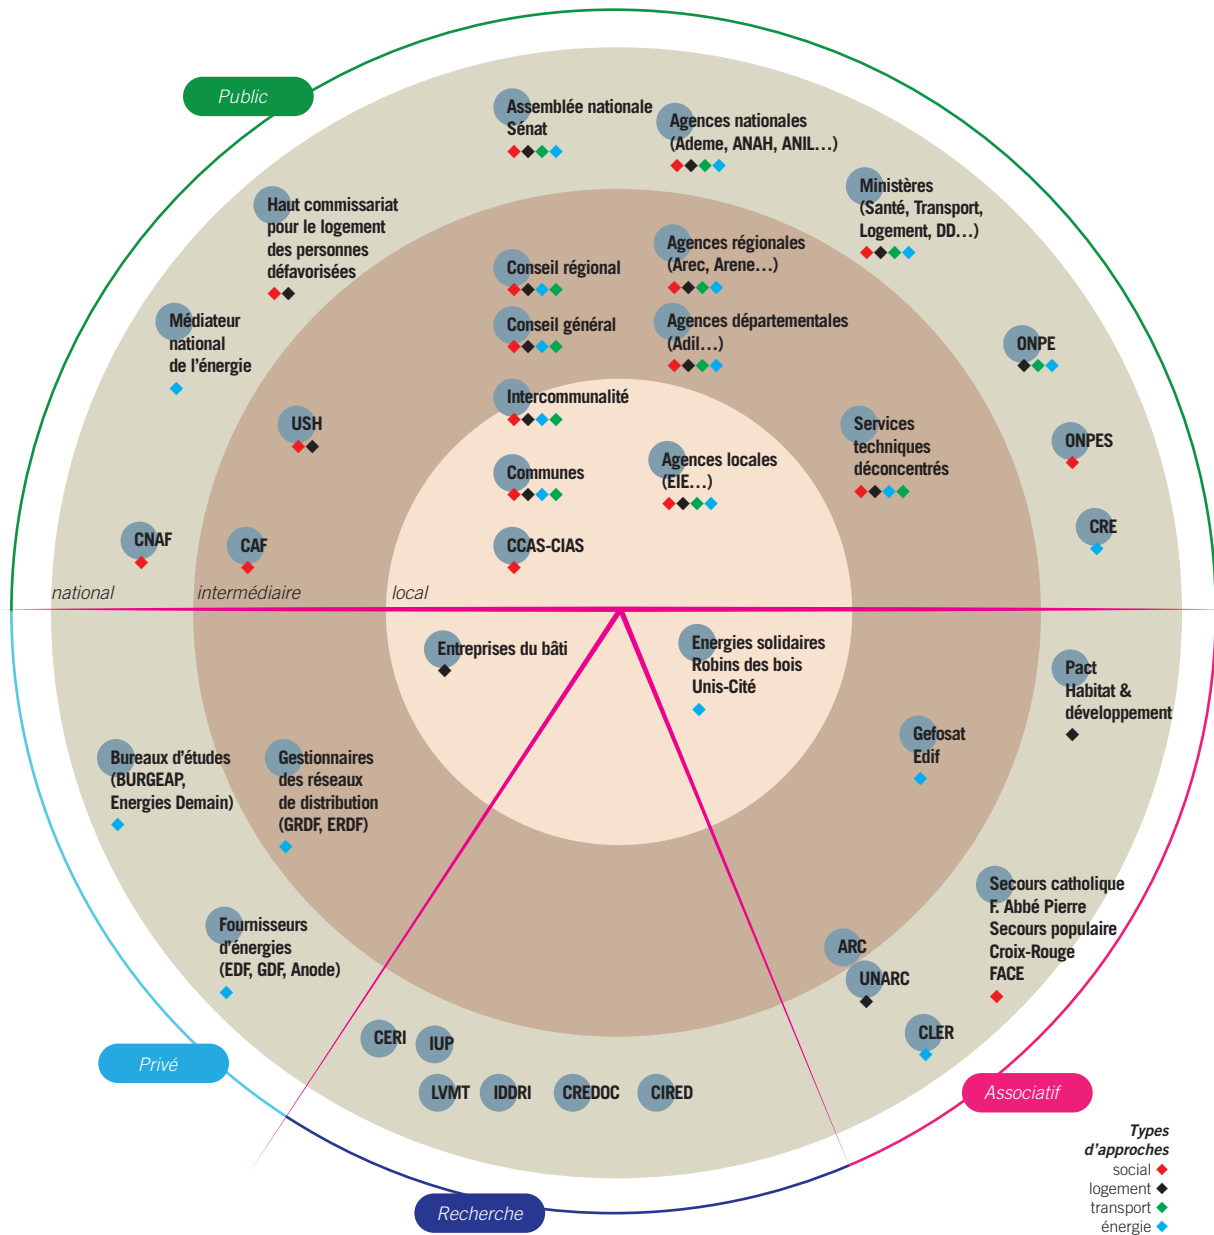 Public
Assemblée nationale
Sénat
Agences nationales
(Ademe, ANAH, ANIL…)
Ministères
(Santé, Transport,
Logement, DD…)
Haut commissariat
pour le logement
des personnes
défavorisées
Médiateur
national
de l'énergie
Conseil régional
Conseil général
Agences régionales
(Arec, Arene…)
Agences départementales
(Adil…)
ONPE
ONPES
CRE
USH
Intercommunalité
Communes
CCAS-CIAS
Agences locales
(EIE…)
Services
techniques
déconcentrés
CNAF
CAF
national
intermédiaire
local
Entreprises du bâti
Energies solidaires
Robins des bois
Unis-Cité
Pact
Habitat &
développement
Gefosat
Edif
Bureaux d'études
(BURGEAP,
Energies Demain)
Gestionnaires
des réseaux
de distribution
(GRDF, ERDF)
Fournisseurs
d'énergies
(EDF, GDF, Anode)
Secours catholique
F. Abbé Pierre
Secours populaire
Croix-Rouge
FACE
ARC
UNARC
CLER
CERI
IUP
LVMT
IDDRI
CREDOC
CIRED
Privé
Associatif
Recherche
Types
d'approches
social
logement
transport
énergie